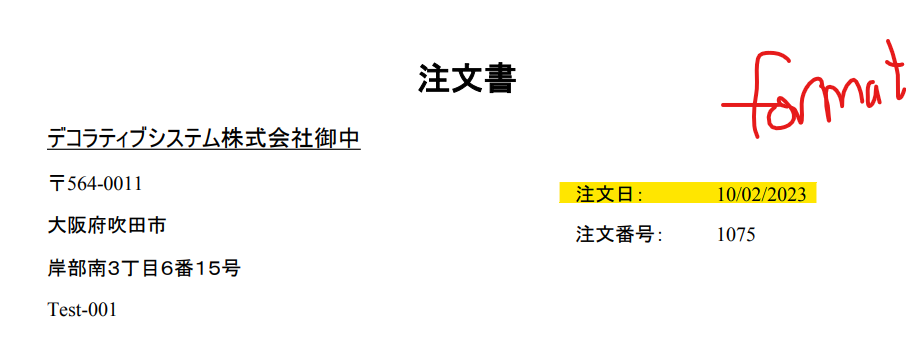 注文書
format
デコラティブシステム株式会社御中
〒564-0011
大阪府吹田市
岸部南３丁目６番１５号
Test-001
注文日： 10/02/2023
注文番号： 1075